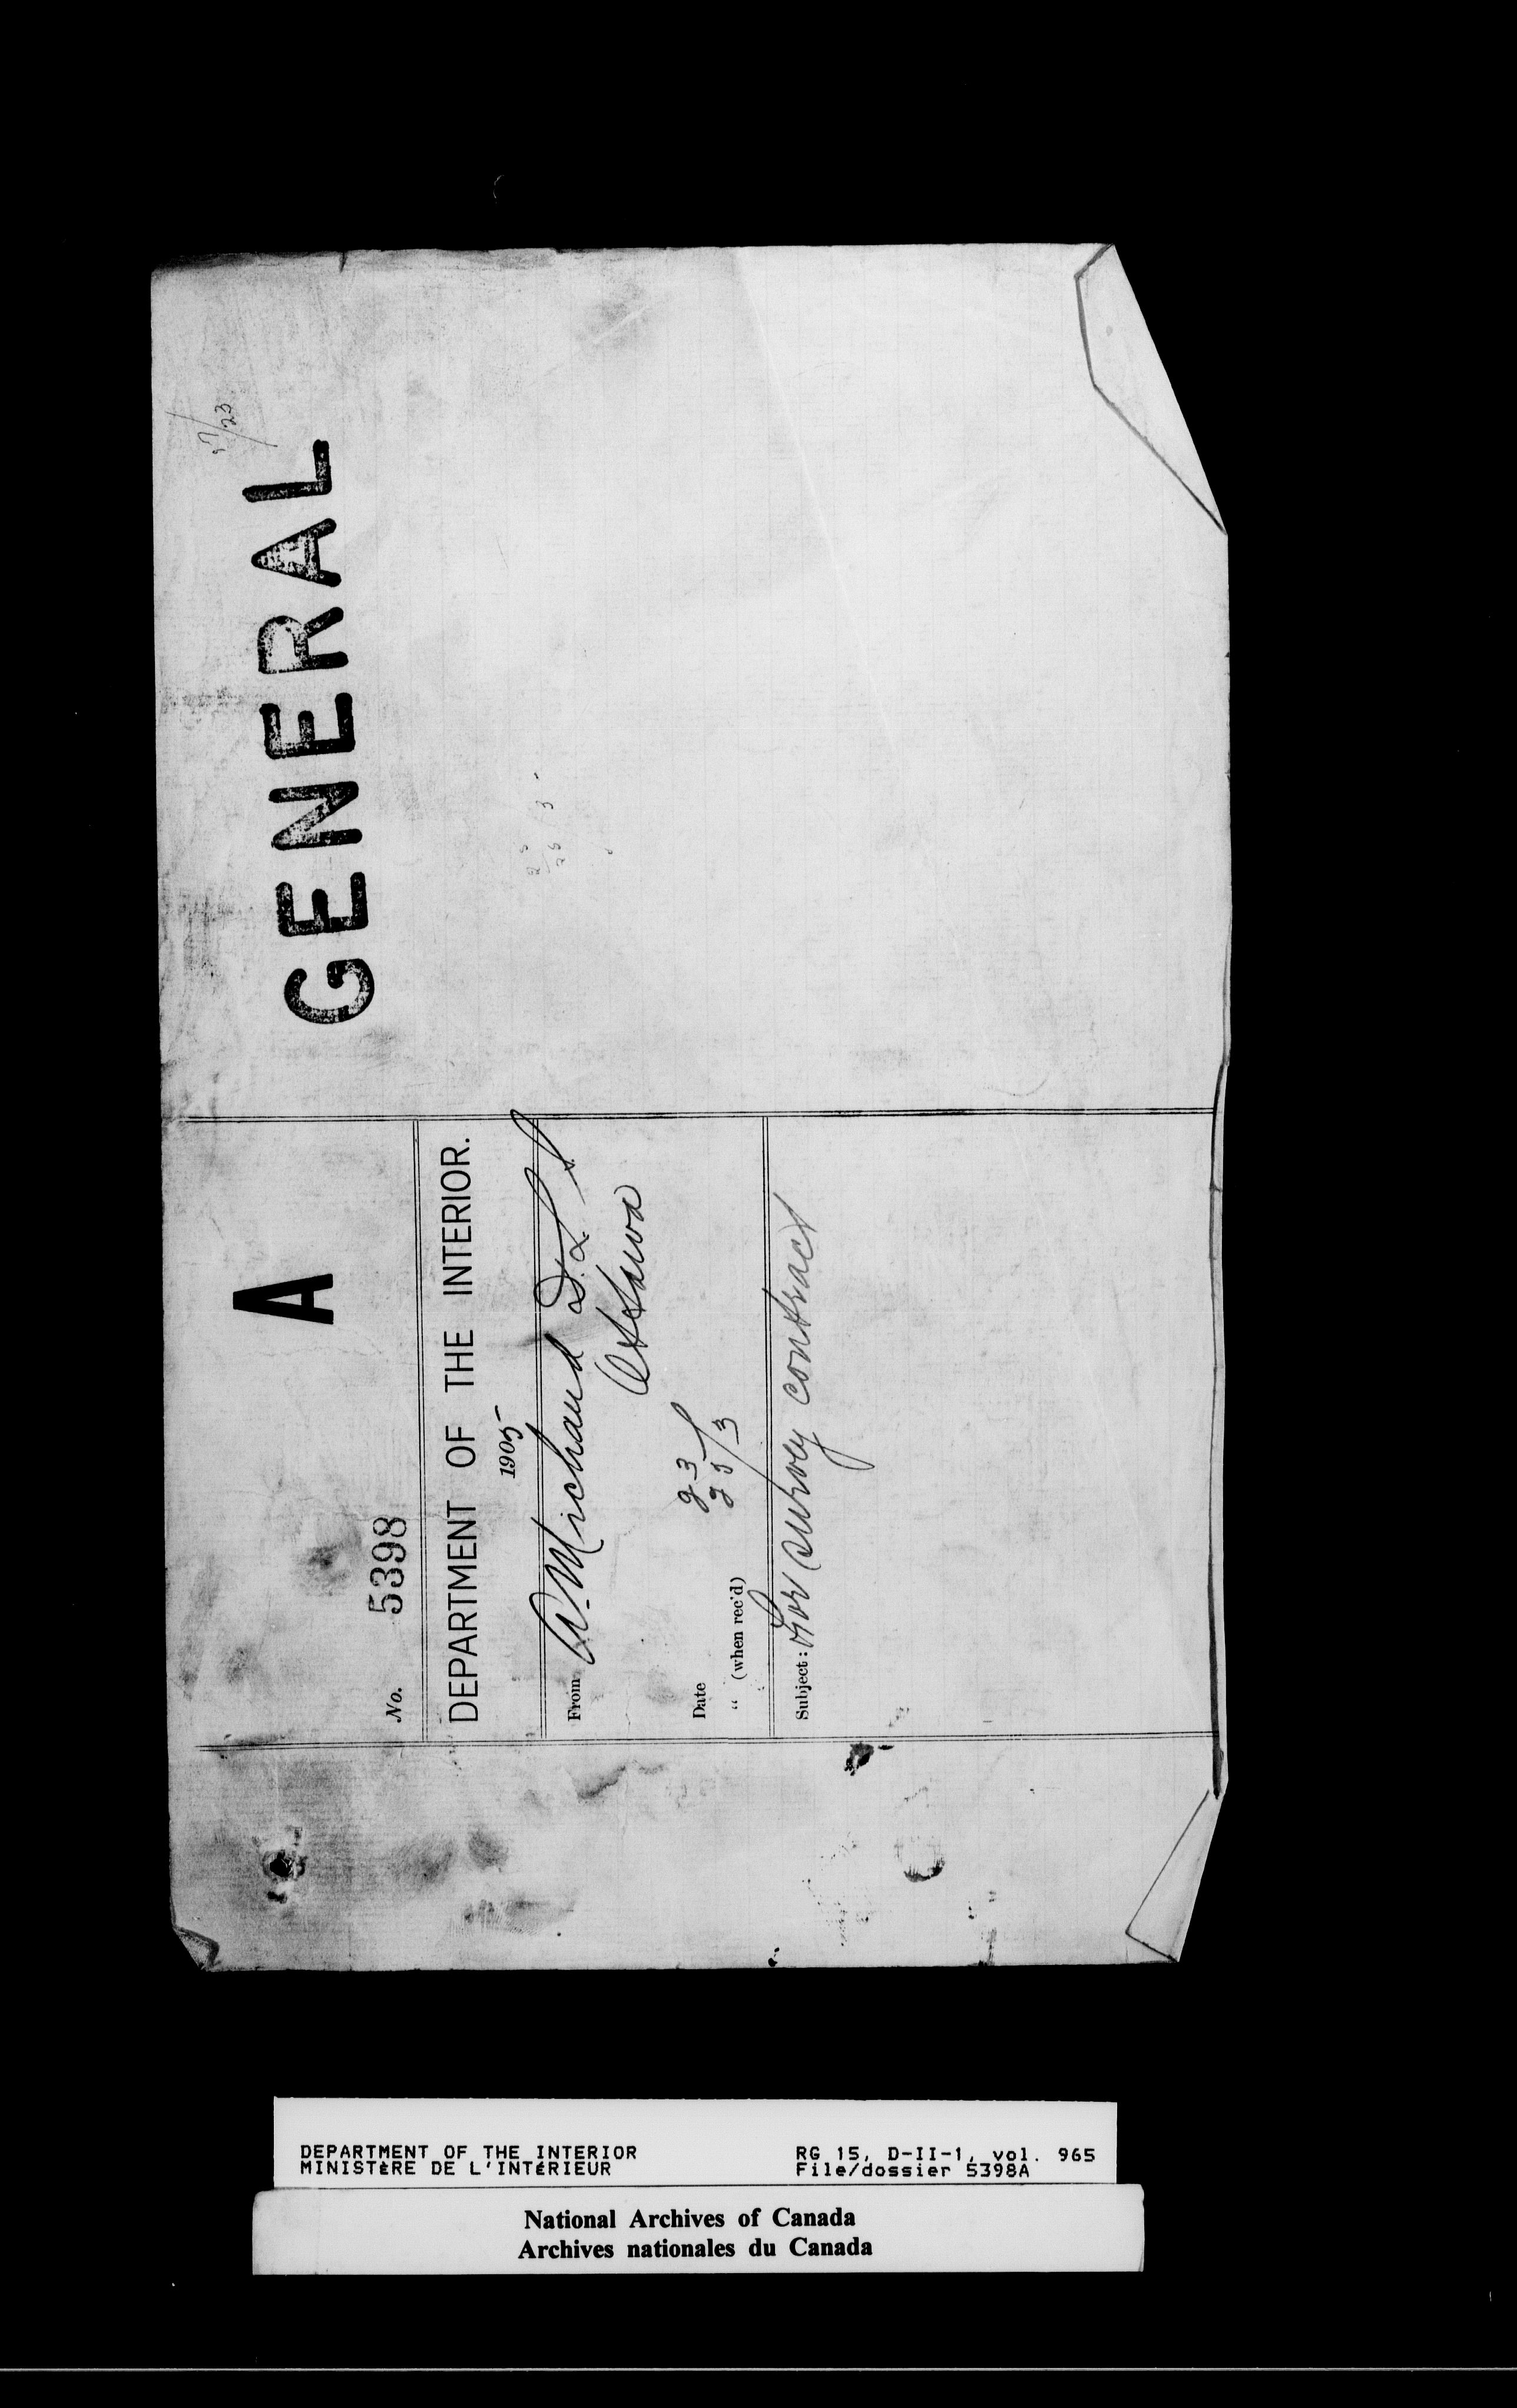 GENERAL
A
No. 5398
DEPARTMENT OF THE INTERIOR.
1905
From A. Michaud D.L.S
Ottawa
Date 23
" (when rec'd) 25/3
Subject: For survey contract
DEPARTMENT OF THE INTERIOR
MINISTÈRE DE L'INTÉRIEUR
RG 15, D-II-1, vol. 965
File/dossier 5398A
National Archives of Canada
Archives nationales du Canada